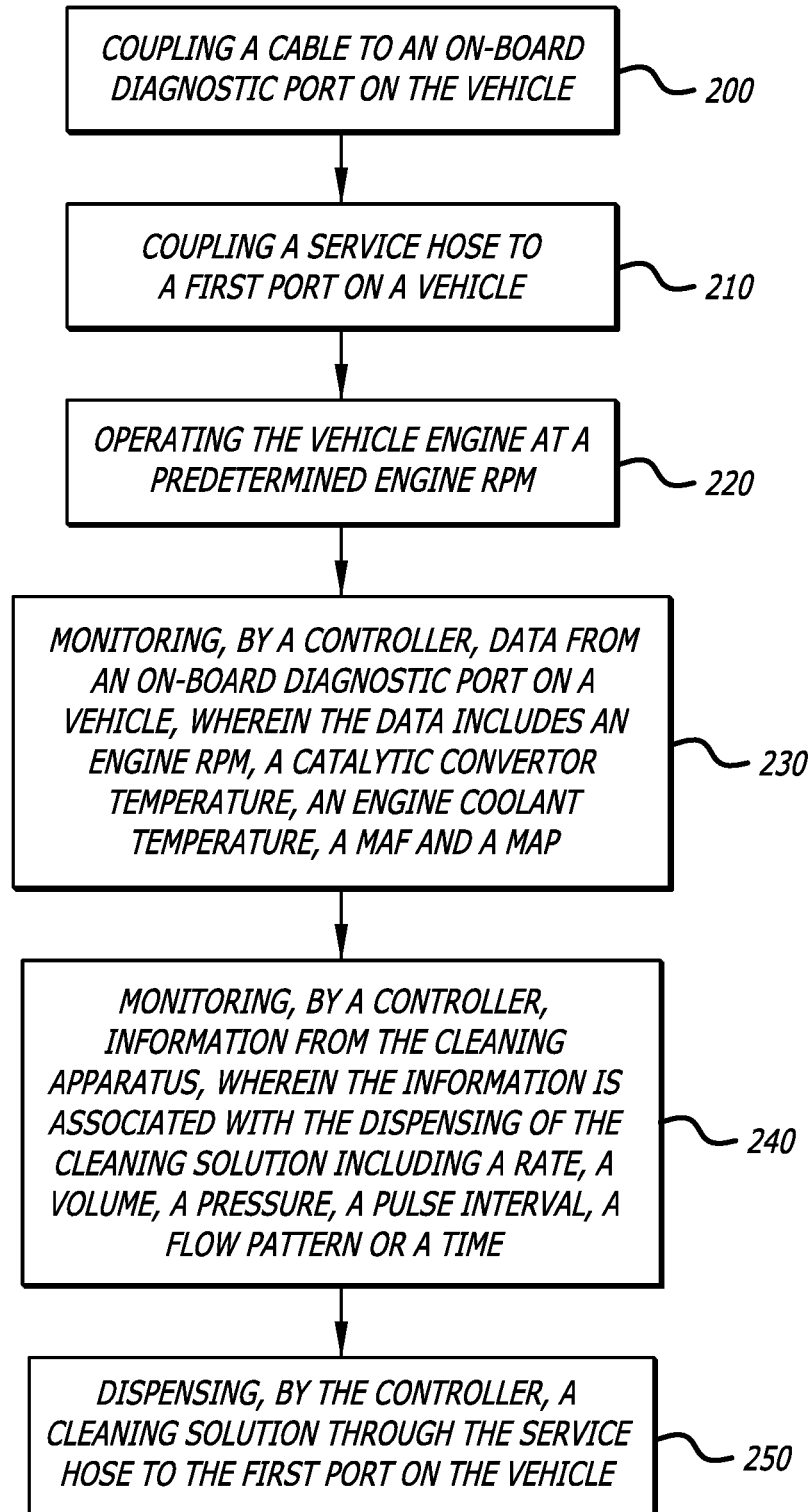 COUPLING A CABLE TO AN ON-BOARD
DIAGNOSTIC PORT ON THE VEHICLE
200
COUPLING A SERVICE HOSE TO
A FIRST PORT ON A VEHICLE
210
OPERATING THE VEHICLE ENGINE AT A
PREDETERMINED ENGINE RPM
220
MONITORING, BY A CONTROLLER, DATA FROM
AN ON-BOARD DIAGNOSTIC PORT ON A
VEHICLE, WHEREIN THE DATA INCLUDES AN
ENGINE RPM, A CATALYTIC CONVERTOR
TEMPERATURE, AN ENGINE COOLANT
TEMPERATURE, A MAF AND A MAP
230
MONITORING, BY A CONTROLLER,
INFORMATION FROM THE CLEANING
APPARATUS, WHEREIN THE INFORMATION IS
ASSOCIATED WITH THE DISPENSING OF THE
CLEANING SOLUTION INCLUDING A RATE, A
VOLUME, A PRESSURE, A PULSE INTERVAL, A
FLOW PATTERN OR A TIME
240
DISPENSING, BY THE CONTROLLER, A
CLEANING SOLUTION THROUGH THE SERVICE
HOSE TO THE FIRST PORT ON THE VEHICLE
250